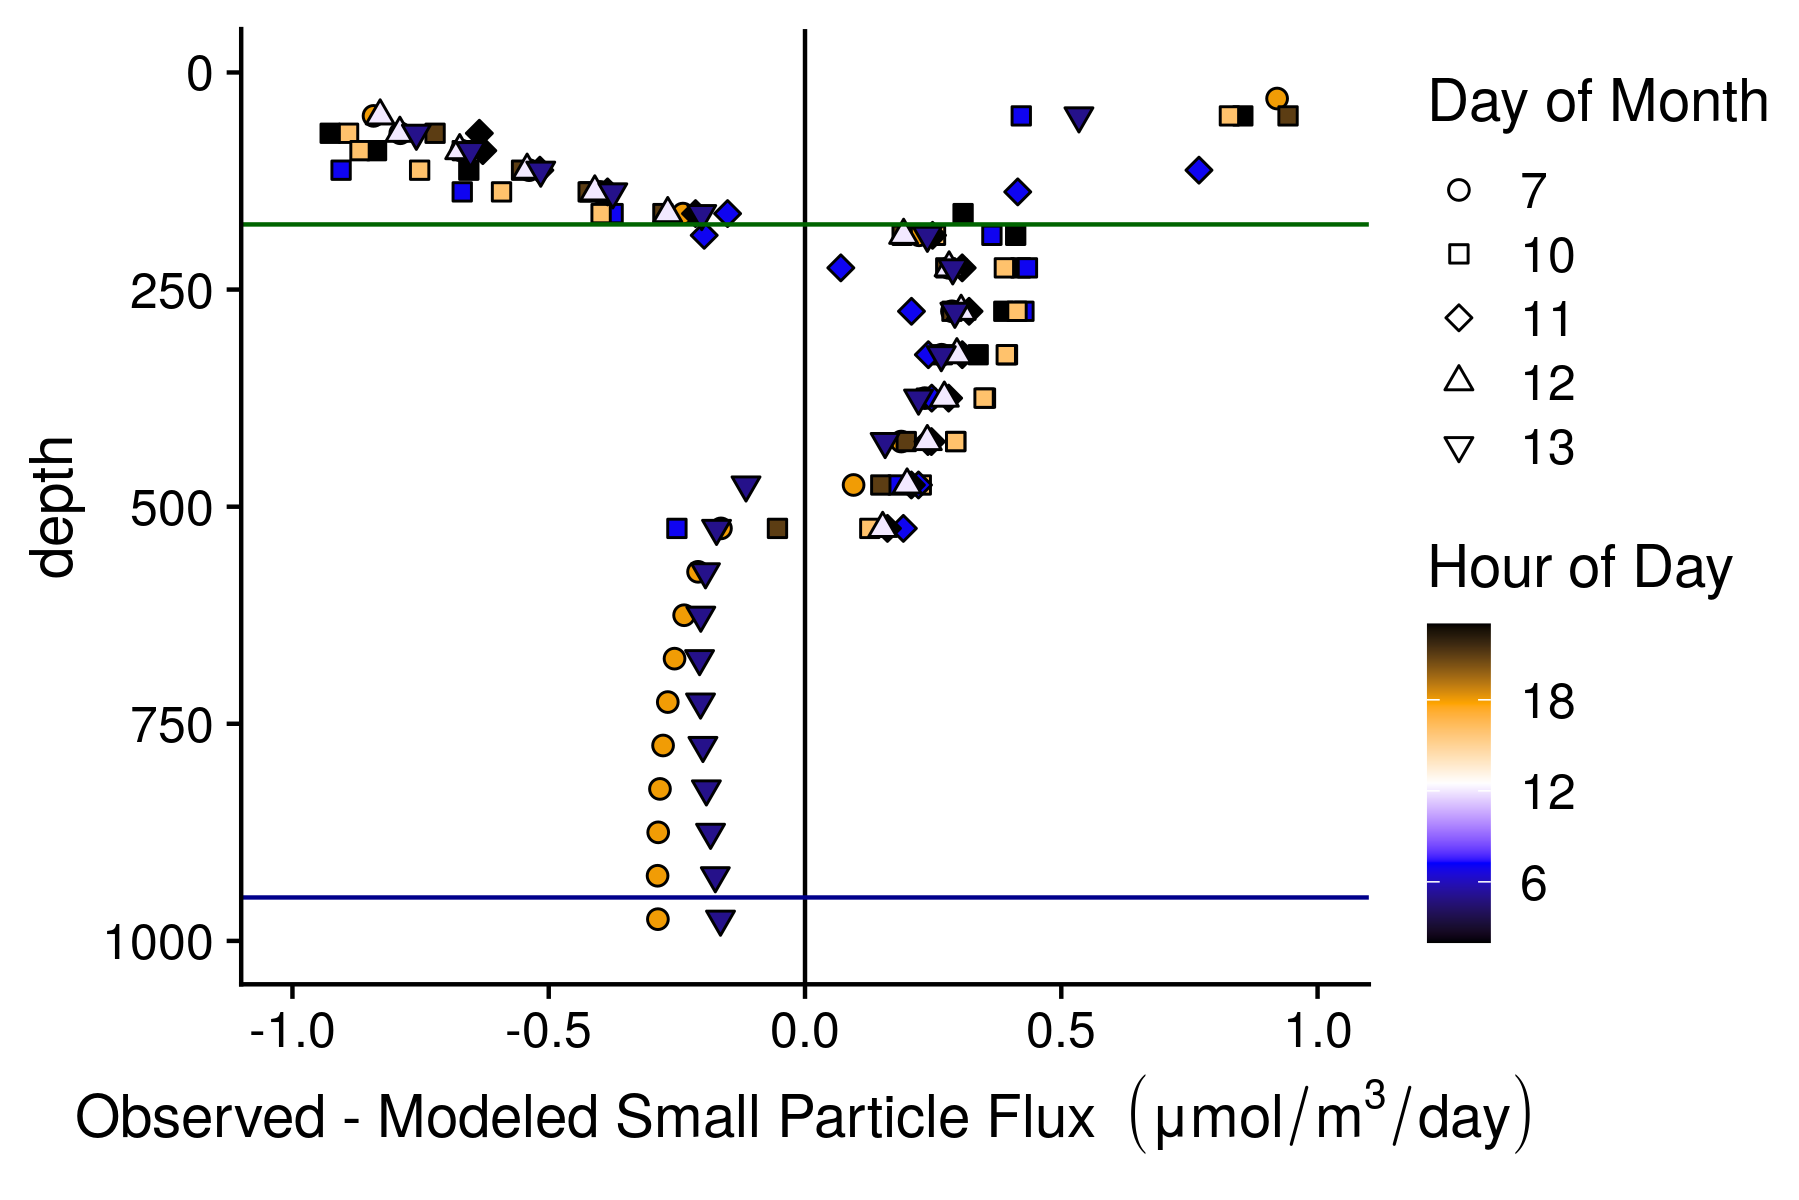 0
250
500
750
1000
depth
-1.0 -0.5 0.0 0.5 1.0
Observed - Modeled Small Particle Flux (μmol/m³/day)
Day of Month
7
10
11
12
13
Hour of Day
18
12
6